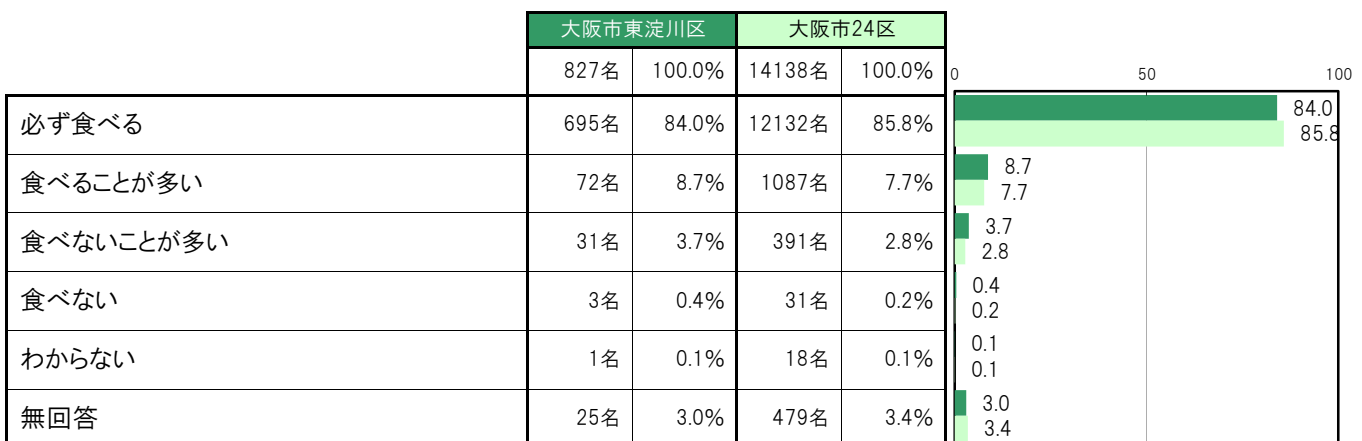 大阪市東淀川区 大阪市24区
827名 100.0% 14138名 100.0% 0 50 100
必ず食べる 695名 84.0% 12132名 85.8% 84.0
85.8
食べることが多い 72名 8.7% 1087名 7.7% 8.7
7.7
食べないことが多い 31名 3.7% 391名 2.8% 3.7
2.8
食べない 3名 0.4% 31名 0.2% 0.4
0.2
わからない 1名 0.1% 18名 0.1% 0.1
0.1
無回答 25名 3.0% 479名 3.4% 3.0
3.4